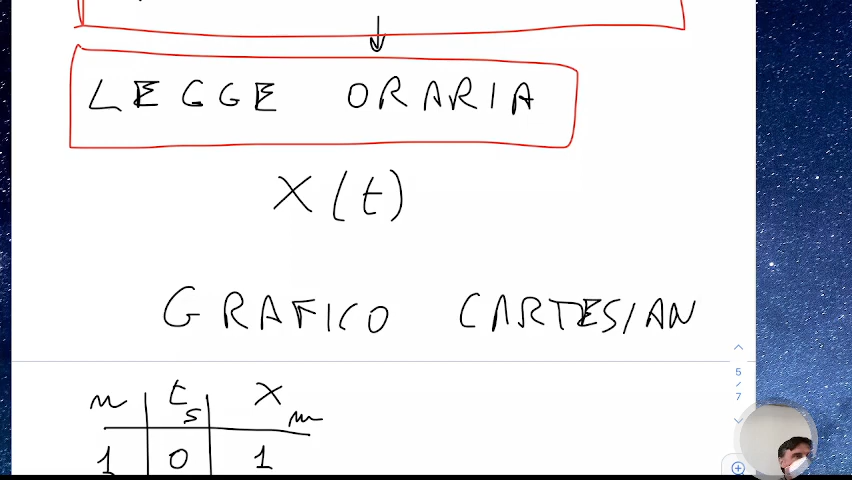 LEGGE ORARIA
X(t)
GRAFICO CARTESIAN
n t s X m
1 0 1
5
/
7